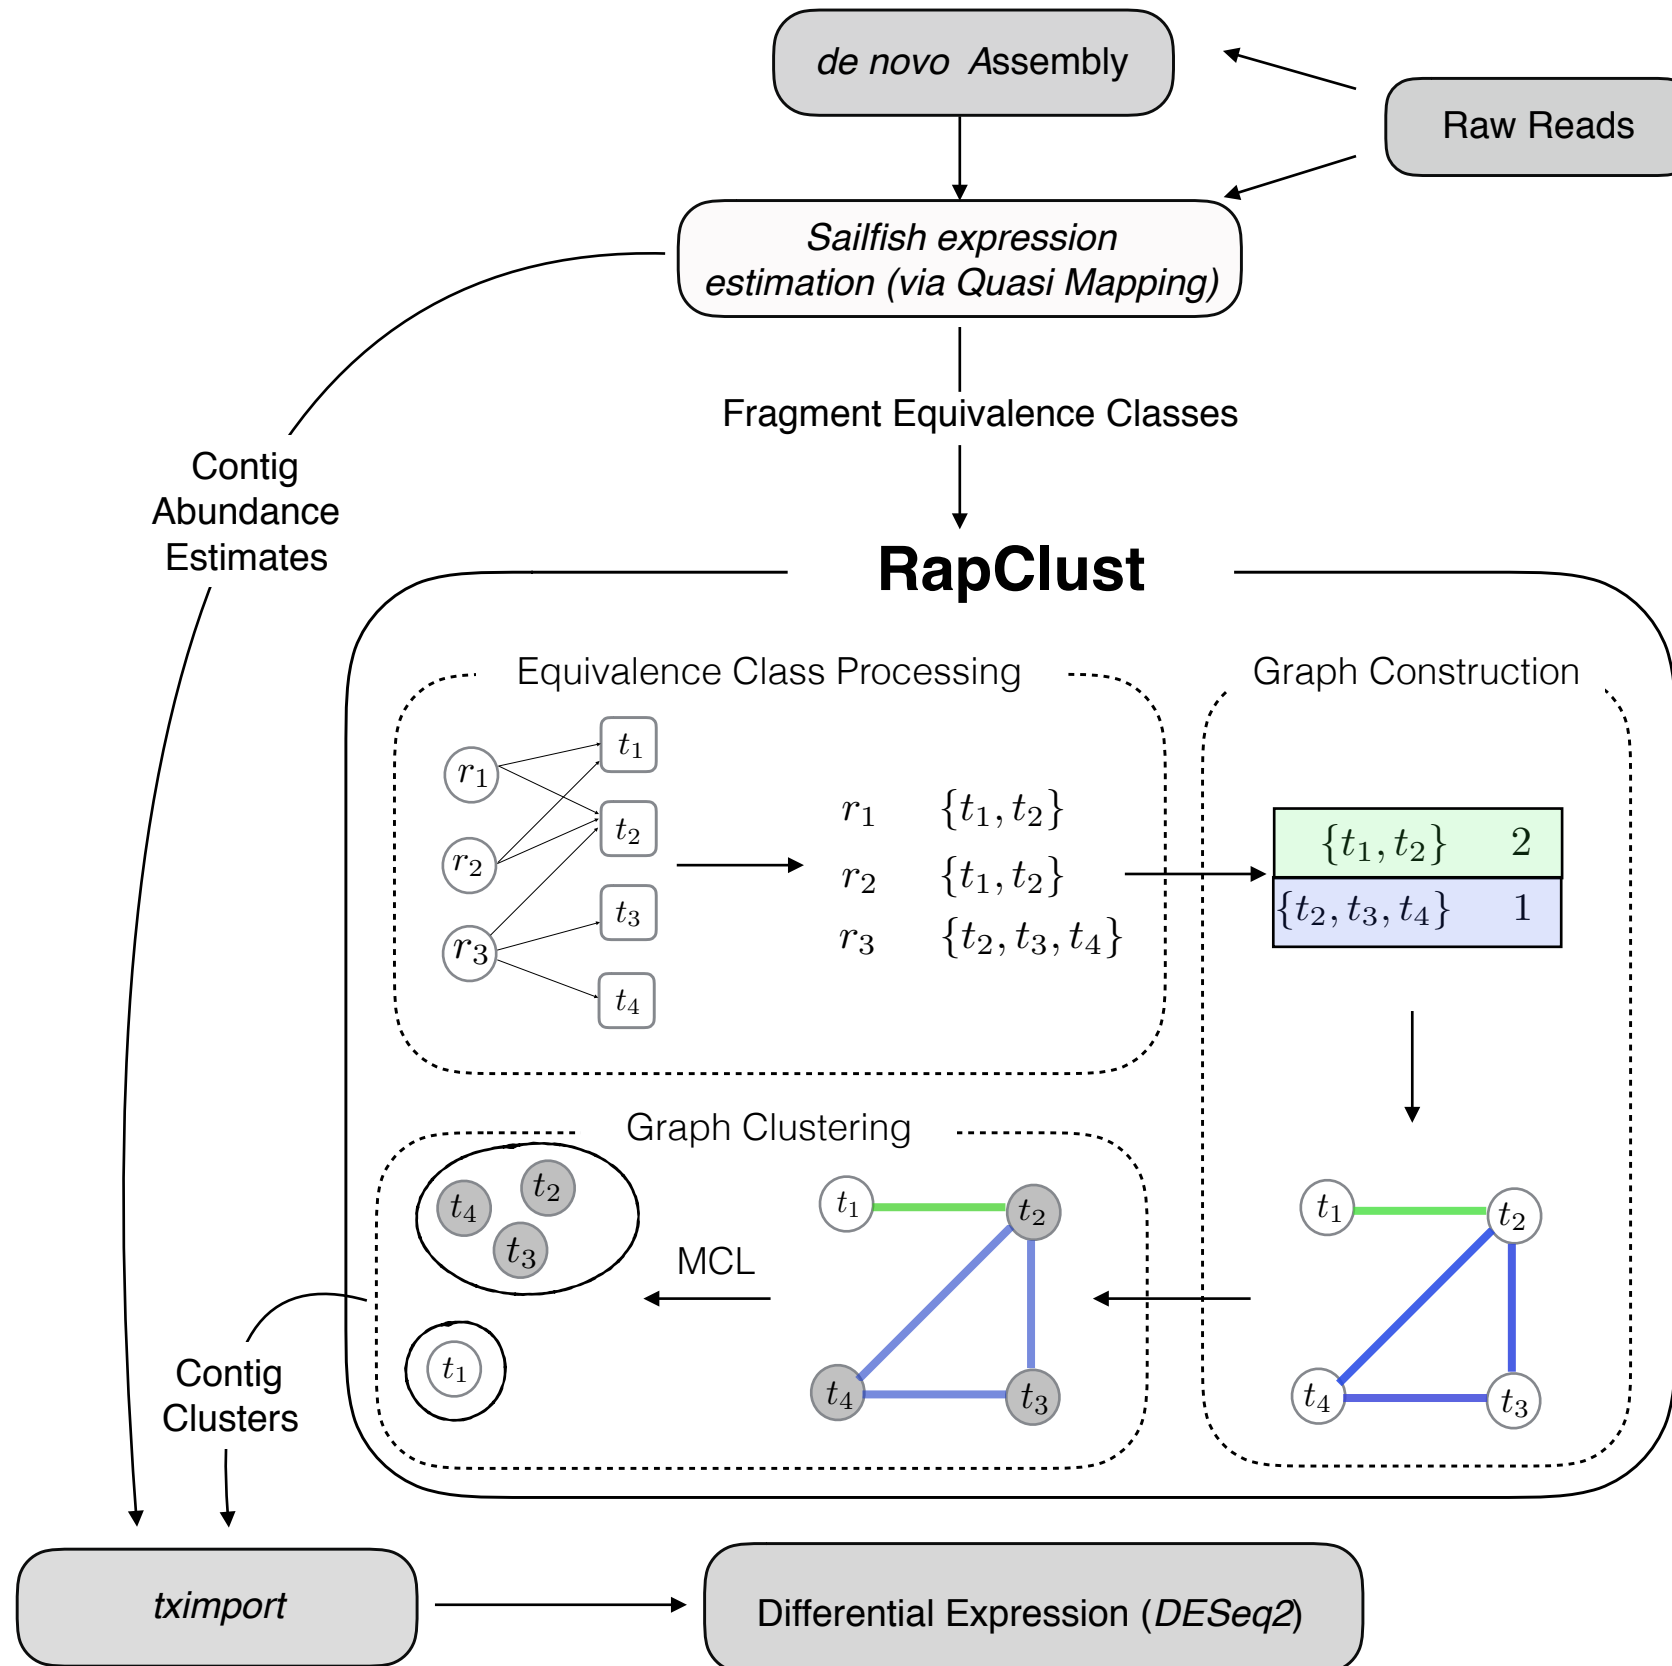 de novo Assembly
Raw Reads
Sailfish expression
estimation (via Quasi Mapping)
Fragment Equivalence Classes
Contig
Abundance
Estimates
RapClust
Equivalence Class Processing
r₁
r₂
r₃
t₁
t₂
t₃
t₄
r₁ {t₁, t₂}
r₂ {t₁, t₂}
r₃ {t₂, t₃, t₄}
Graph Construction
{t₁, t₂} 2
{t₂, t₃, t₄} 1
t₁
t₂
t₄
t₃
Graph Clustering
t₁
t₂
t₄
t₃
MCL
t₄
t₂
t₃
t₁
Contig
Clusters
tximport
Differential Expression (DESeq2)